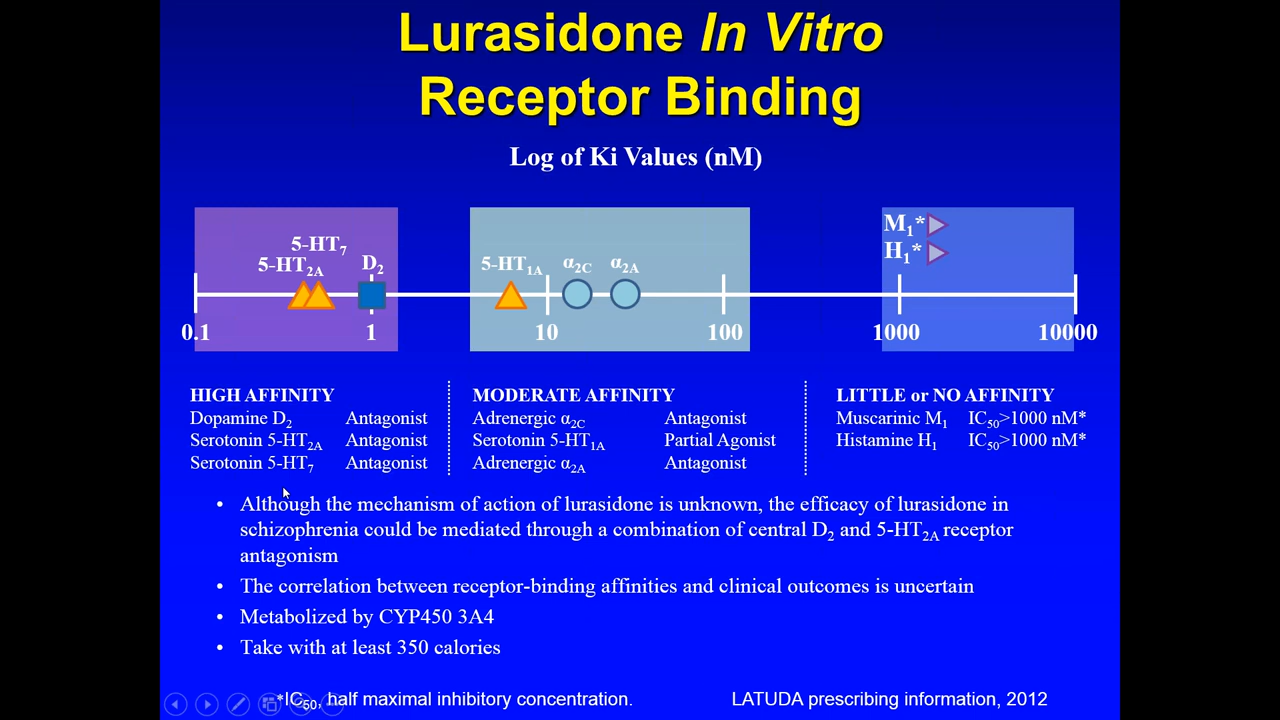 Lurasidone In Vitro
Receptor Binding
Log of Ki Values (nM)
5-HT7
5-HT2A
D2
5-HT1A
α2C
α2A
M1*
H1*
0.1
1
10
100
1000
10000
HIGH AFFINITY
Dopamine D2 Antagonist
Serotonin 5-HT2A Antagonist
Serotonin 5-HT7 Antagonist
MODERATE AFFINITY
Adrenergic α2C Antagonist
Serotonin 5-HT1A Partial Agonist
Adrenergic α2A Antagonist
LITTLE or NO AFFINITY
Muscarinic M1 IC50>1000 nM*
Histamine H1 IC50>1000 nM*
• Although the mechanism of action of lurasidone is unknown, the efficacy of lurasidone in
schizophrenia could be mediated through a combination of central D2 and 5-HT2A receptor
antagonism
• The correlation between receptor-binding affinities and clinical outcomes is uncertain
• Metabolized by CYP450 3A4
• Take with at least 350 calories
*IC50, half maximal inhibitory concentration.
LATUDA prescribing information, 2012